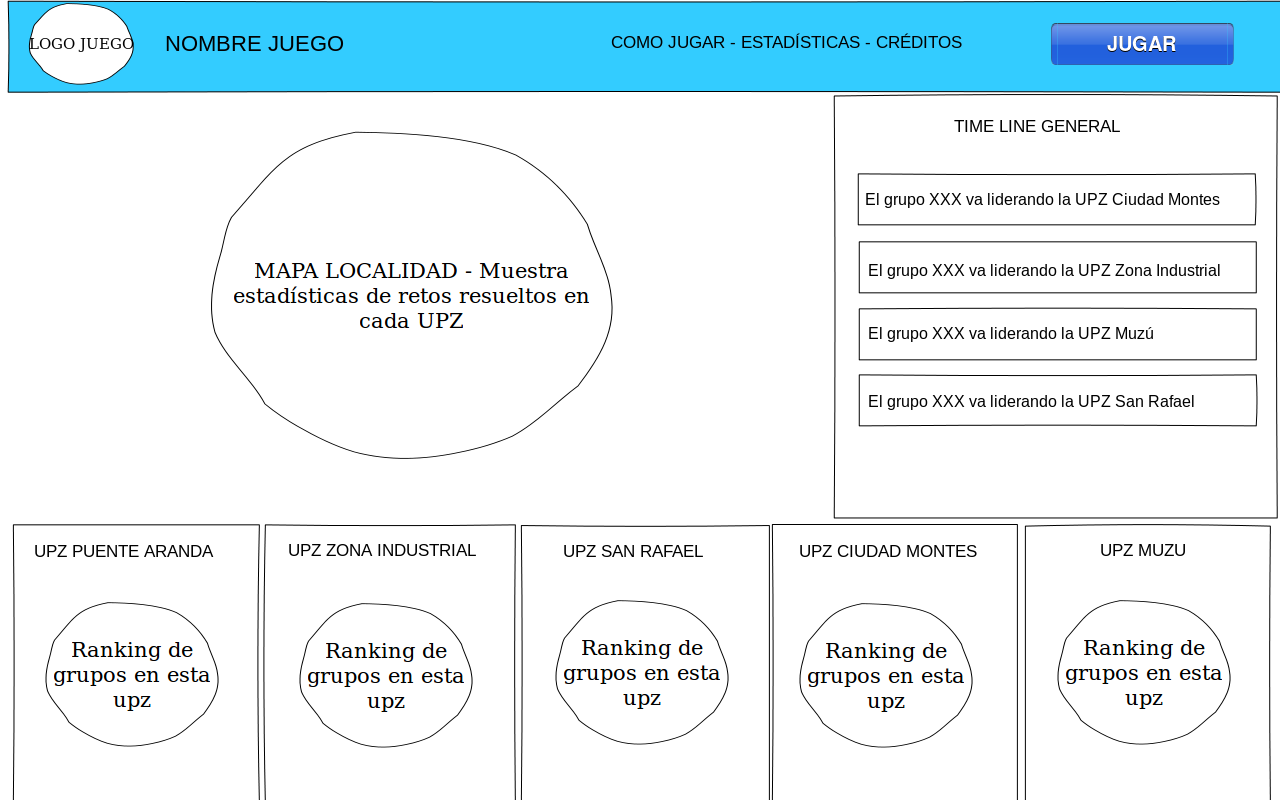 LOGO JUEGO
NOMBRE JUEGO
COMO JUGAR - ESTADÍSTICAS - CRÉDITOS
JUGAR
MAPA LOCALIDAD - Muestra
estadísticas de retos resueltos en
cada UPZ
TIME LINE GENERAL
El grupo XXX va liderando la UPZ Ciudad Montes
El grupo XXX va liderando la UPZ Zona Industrial
El grupo XXX va liderando la UPZ Muzú
El grupo XXX va liderando la UPZ San Rafael
UPZ PUENTE ARANDA
Ranking de
grupos en esta
upz
UPZ ZONA INDUSTRIAL
Ranking de
grupos en esta
upz
UPZ SAN RAFAEL
Ranking de
grupos en esta
upz
UPZ CIUDAD MONTES
Ranking de
grupos en esta
upz
UPZ MUZU
Ranking de
grupos en esta
upz